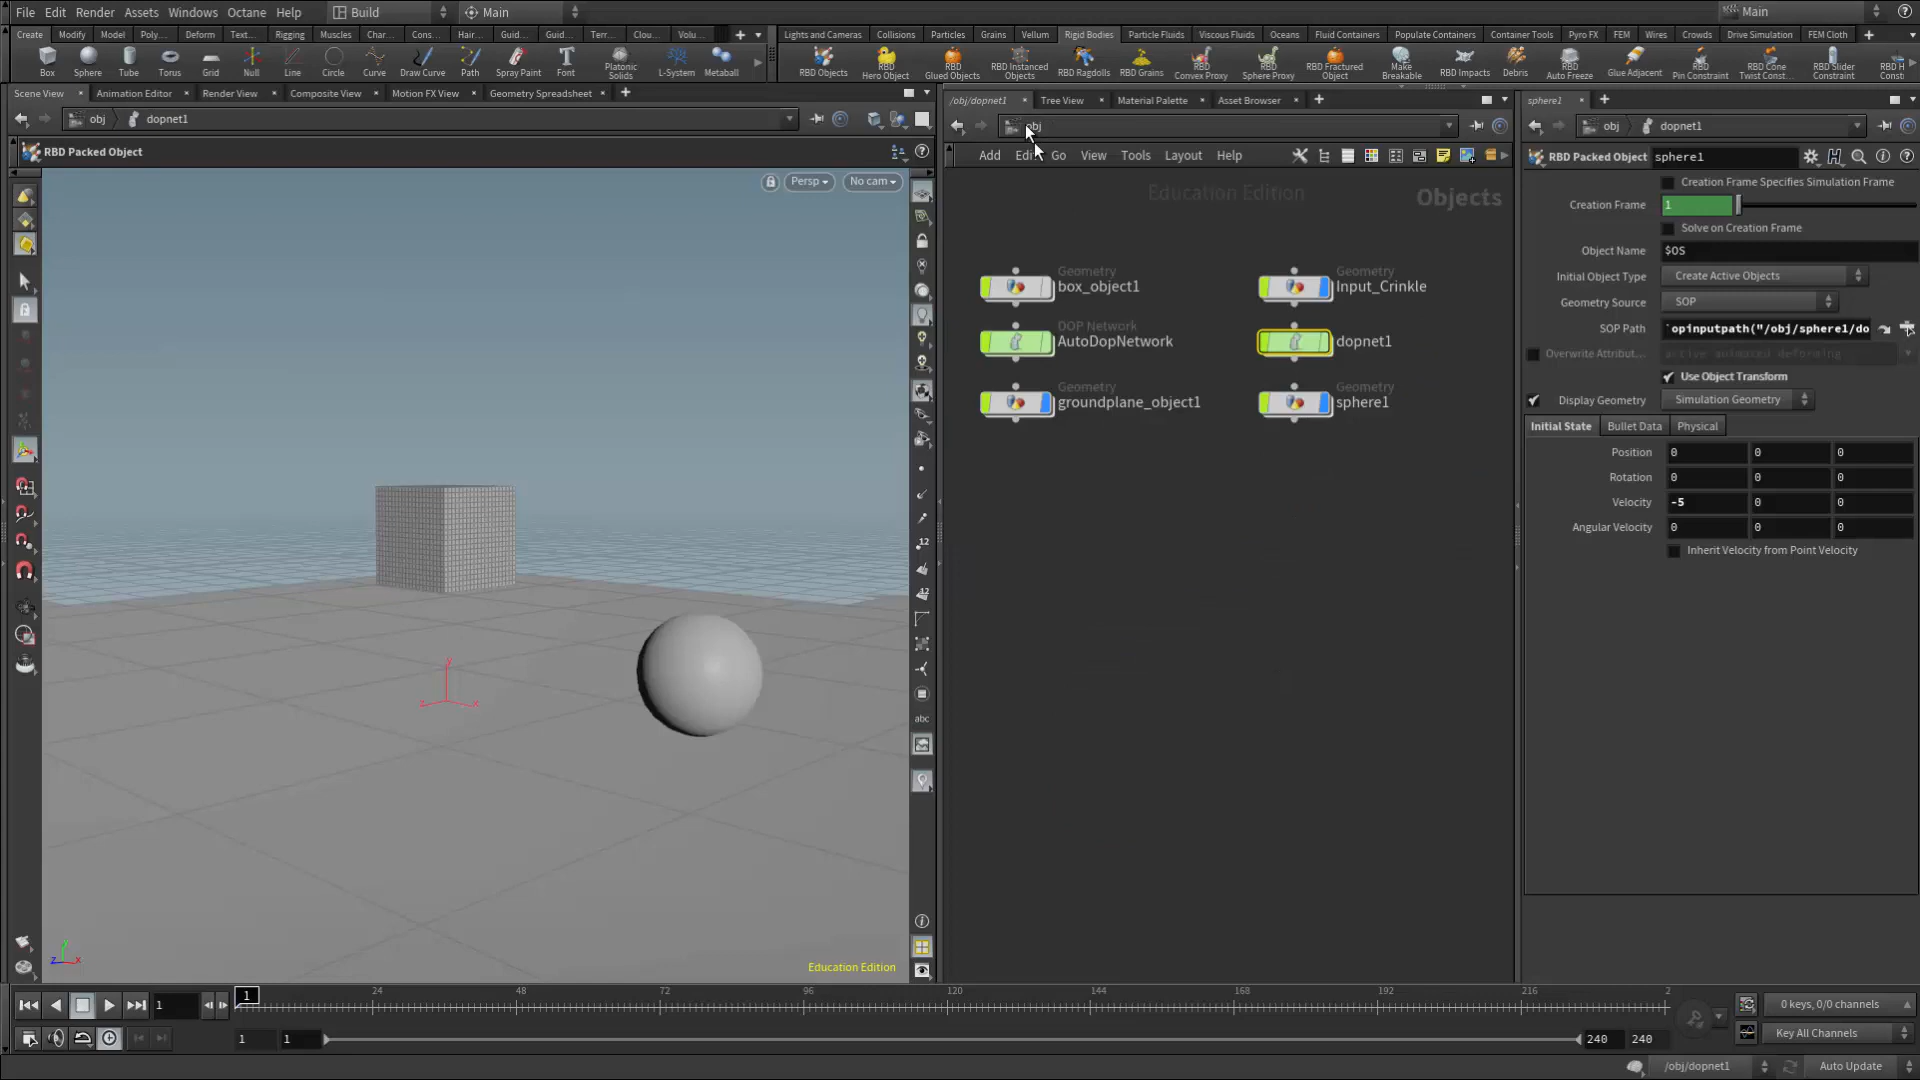 File Edit Render Assets Windows Octane Help Build Main Main
Create Modify Model Poly... Deform Text... Rigging Muscles Char... Cons... Hair... Guid... Guid... Terr... Clou... Volu...
Lights and Cameras Collisions Particles Grains Vellum Rigid Bodies Particle Fluids Viscous Fluids Oceans Fluid Containers Populate Containers Container Tools Pyro FX FEM Wires Crowds Drive Simulation FEM Cloth
Box Sphere Tube Torus Grid Null Line Circle Curve Draw Curve Path Spray Paint Font Platonic Solids L-System Metaball
RBD Objects RBD Hero Object RBD Glued Objects RBD Instanced Objects RBD Ragdolls RBD Grains RBD Convex Proxy RBD Sphere Proxy RBD Fractured Object Make Breakable RBD Impacts Debris RBD Auto Freeze Glue Adjacent RBD Pin Constraint RBD Cone Twist Const... RBD Slider Constraint RBD H Consti
Scene View Animation Editor Render View Composite View Motion FX View Geometry Spreadsheet
/obj/dopnet1 Tree View Material Palette Asset Browser
sphere1
obj dopnet1
obj
obj dopnet1
RBD Packed Object
Add Edit Go View Tools Layout Help
RBD Packed Object sphere1
Persp No cam
Education Edition Objects
Geometry
box_object1
Geometry
Input_Crinkle
DOP Network
AutoDopNetwork
dopnet1
Geometry
groundplane_object1
Geometry
sphere1
Creation Frame Specifies Simulation Frame
Creation Frame 1
Solve on Creation Frame
Object Name $OS
Initial Object Type Create Active Objects
Geometry Source SOP
SOP Path `opinputpath("/obj/sphere1/do
Overwrite Attribut... active animated deforming
Use Object Transform
Display Geometry Simulation Geometry
Initial State Bullet Data Physical
Position 0 0 0
Rotation 0 0 0
Velocity -5 0 0
Angular Velocity 0 0 0
Inherit Velocity from Point Velocity
12
12
abc
y
z x
y
z x
Education Edition
1 1 24 48 72 96 120 144 168 192 216 2
0 keys, 0/0 channels
1 1 240 240
Key All Channels
/obj/dopnet1 Auto Update